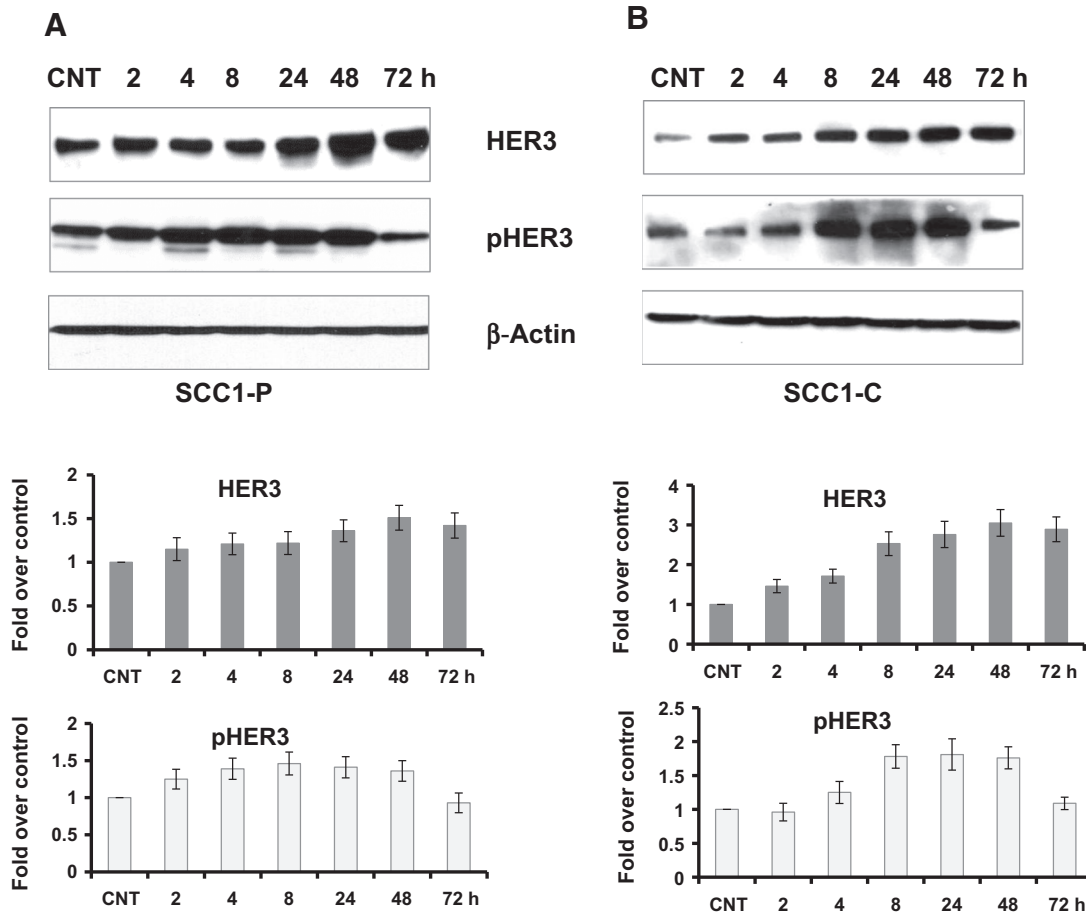 A
CNT 2 4 8 24 48 72 h
SCC1-P
B
CNT 2 4 8 24 48 72 h
HER3
pHER3
β-Actin
SCC1-C
HER3
Fold over control
2
1.5
1
0.5
0
CNT 2 4 8 24 48 72 h
HER3
Fold over control
4
3
2
1
0
CNT 2 4 8 24 48 72 h
pHER3
Fold over control
2
1.5
1
0.5
0
CNT 2 4 8 24 48 72 h
pHER3
Fold over control
2.5
2
1.5
1
0.5
0
CNT 2 4 8 24 48 72 h